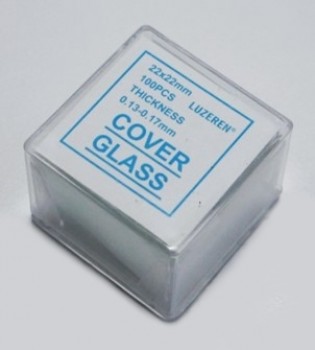 22x22mm
100PCS LUZEREN®
THICKNESS
0.13-0.17mm
COVER
GLASS